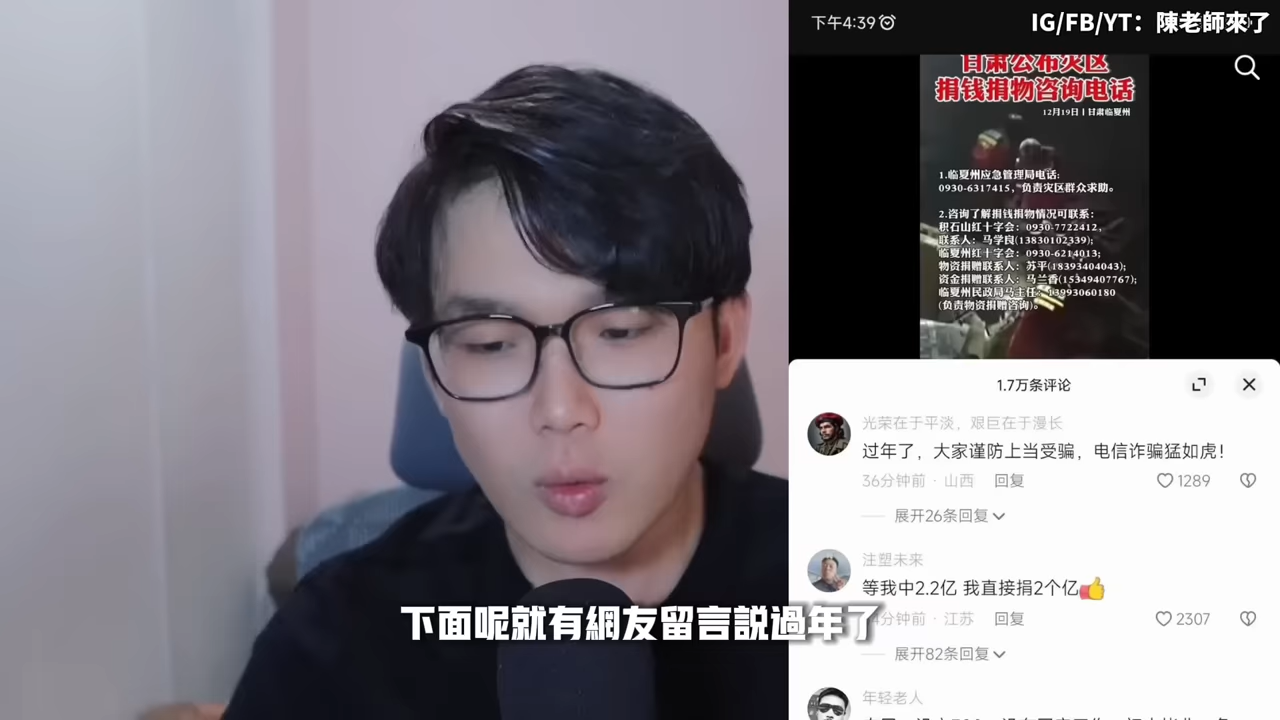 下午4:39
IG/FB/YT：陳老師來了
甘肃公布灾区
捐钱捐物咨询电话
12月19日丨甘肃临夏州
1.临夏州应急管理局电话:
0930-6317415，负责灾区群众求助。
2.咨询了解捐钱捐物情况可联系：
积石山红十字会：0930-7722412，
联系人：马学良(13830102339);
临夏州红十字会：0930-6214013;
物资捐赠联系人：苏平(18393404043);
资金捐赠联系人：马兰香(15349407767);
临夏州民政局马主任：13993060180
(负责物资捐赠咨询)。
1.7万条评论
光荣在于平淡，艰巨在于漫长
过年了，大家谨防上当受骗，电信诈骗猛如虎！
36分钟前 · 山西 回复
1289
展开26条回复
注塑未来
等我中2.2亿 我直接捐2个亿👍
4分钟前 · 江苏 回复
2307
展开82条回复
年轻老人
下面呢就有網友留言説過年了